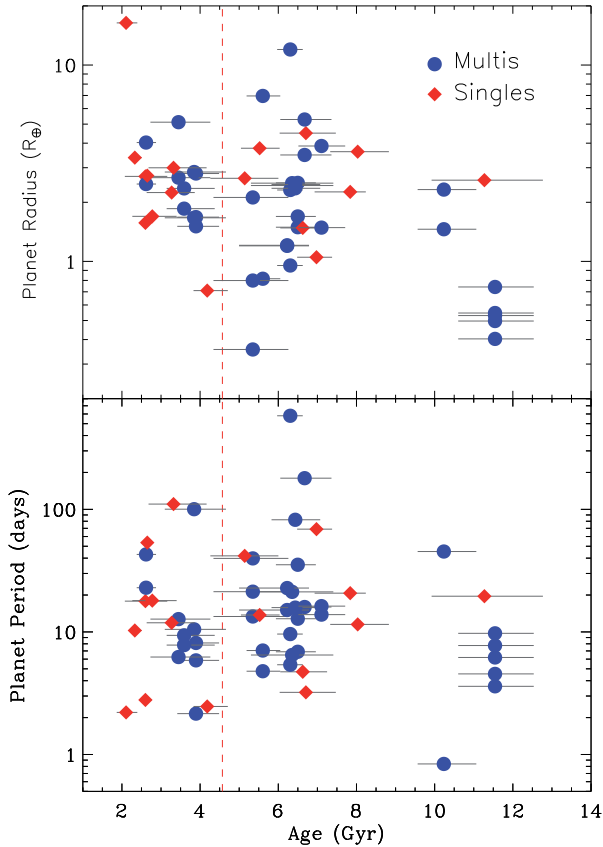 10
1
Planet Radius (R⊕)
Multis
Singles
100
10
1
Planet Period (days)
2 4 6 8 10 12 14
Age (Gyr)